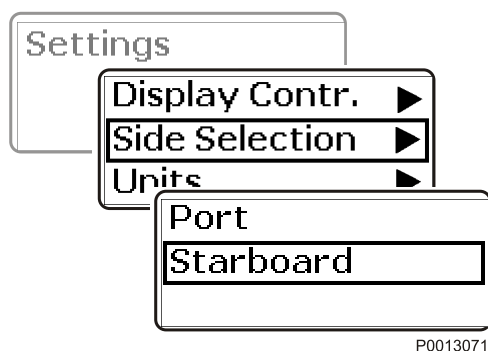 Settings
Display Contr.
Side Selection
Units
Port
Starboard
P0013071